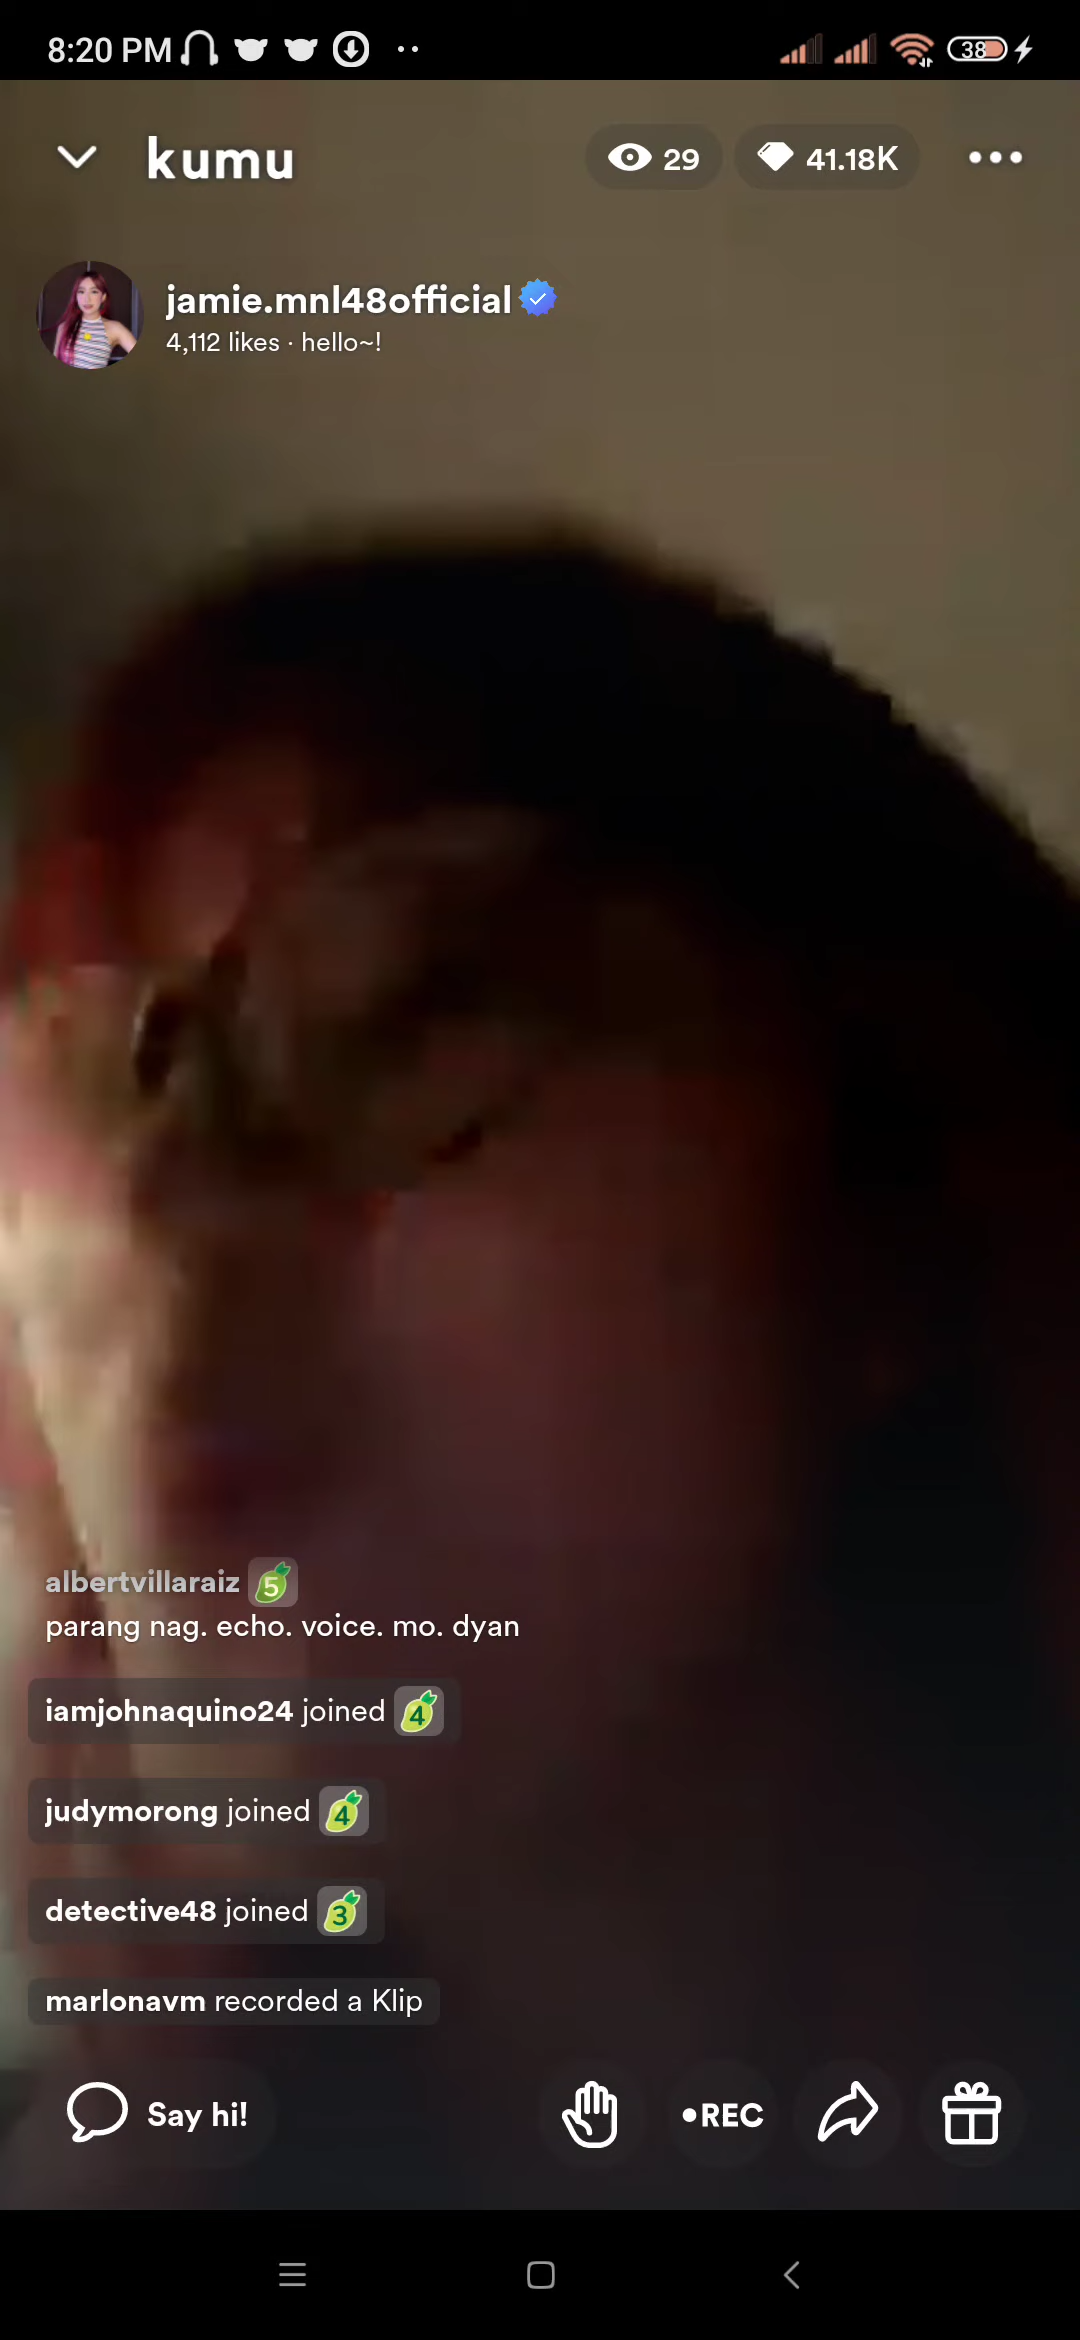 8:20 PM
38
kumu
29
41.18K
jamie.mnl48official
4,112 likes · hello~!
albertvillaraiz 5
parang nag. echo. voice. mo. dyan
iamjohnaquino24 joined 4
judymorong joined 4
detective48 joined 3
marlonavm recorded a Klip
Say hi!
•REC